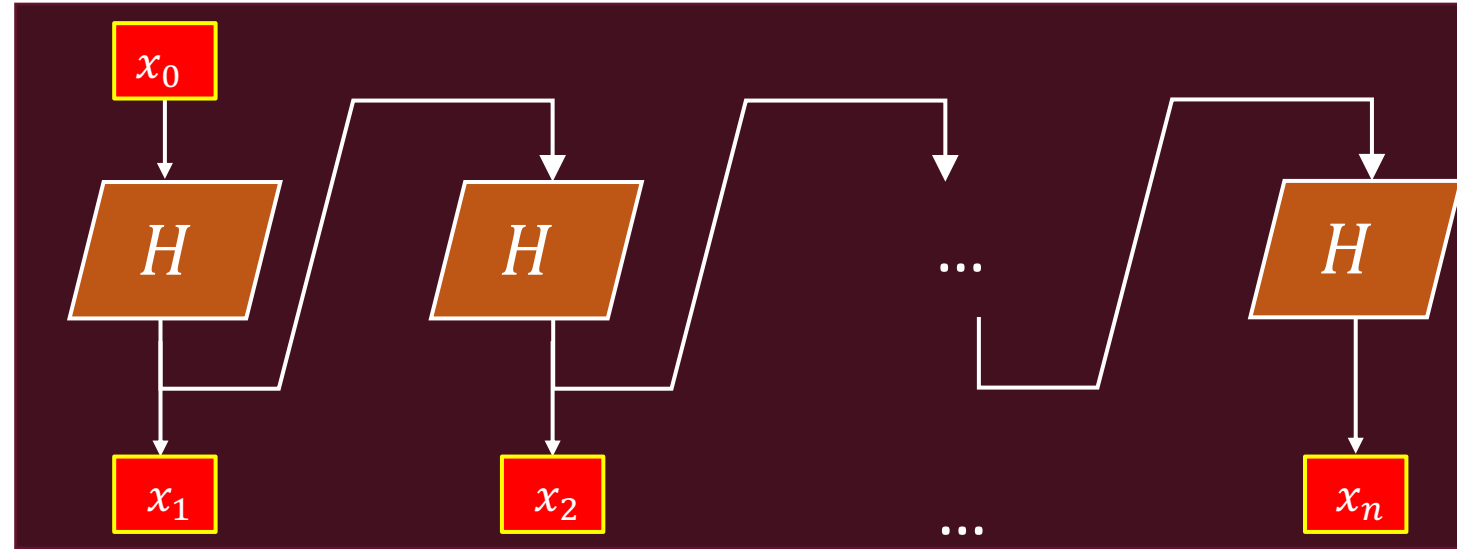 x₀
H H ... H
x₁ x₂ ... xₙ